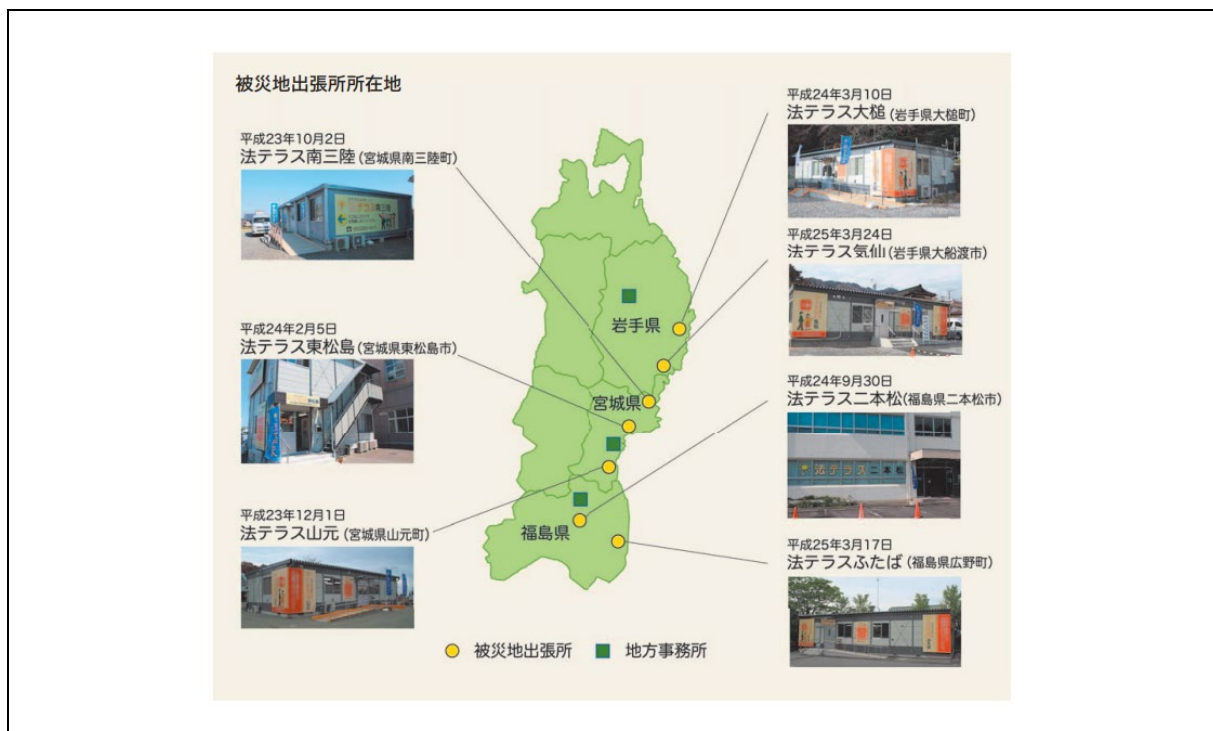 被災地出張所所在地
平成23年10月2日
法テラス南三陸(宮城県南三陸町)
平成24年2月5日
法テラス東松島(宮城県東松島市)
平成23年12月1日
法テラス山元(宮城県山元町)
平成24年3月10日
法テラス大槌(岩手県大槌町)
平成25年3月24日
法テラス気仙(岩手県大船渡市)
平成24年9月30日
法テラス二本松(福島県二本松市)
法テラス二本松
平成25年3月17日
法テラスふたば(福島県広野町)
岩手県
宮城県
福島県
被災地出張所
地方事務所